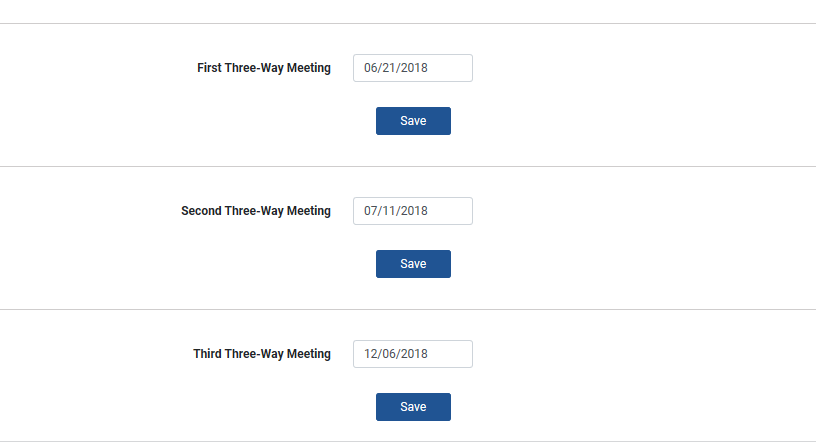 First Three-Way Meeting 06/21/2018
Save
Second Three-Way Meeting 07/11/2018
Save
Third Three-Way Meeting 12/06/2018
Save